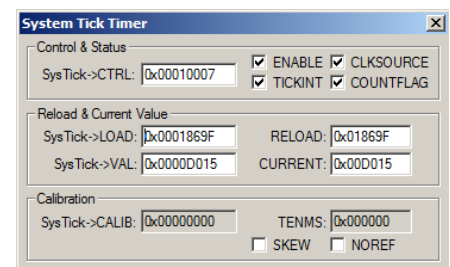 System Tick Timer
Control & Status
SysTick->CTRL: 0x00010007 ENABLE CLKSOURCE
TICKINT COUNTFLAG
Reload & Current Value
SysTick->LOAD: 0x0001869F RELOAD: 0x01869F
SysTick->VAL: 0x0000D015 CURRENT: 0x00D015
Calibration
SysTick->CALIB: 0x00000000 TENMS: 0x000000
SKEW NOREF